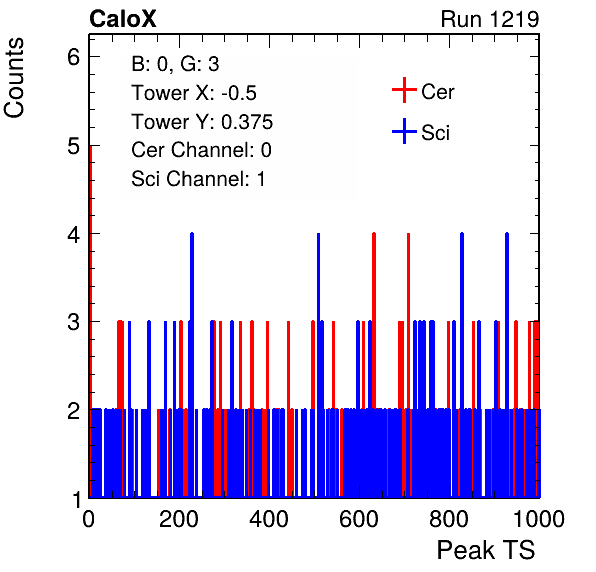 CaloX Run 1219
Counts
6
5
4
3
2
1
B: 0, G: 3
Tower X: -0.5
Tower Y: 0.375
Cer Channel: 0
Sci Channel: 1
Cer
Sci
0 200 400 600 800 1000
Peak TS